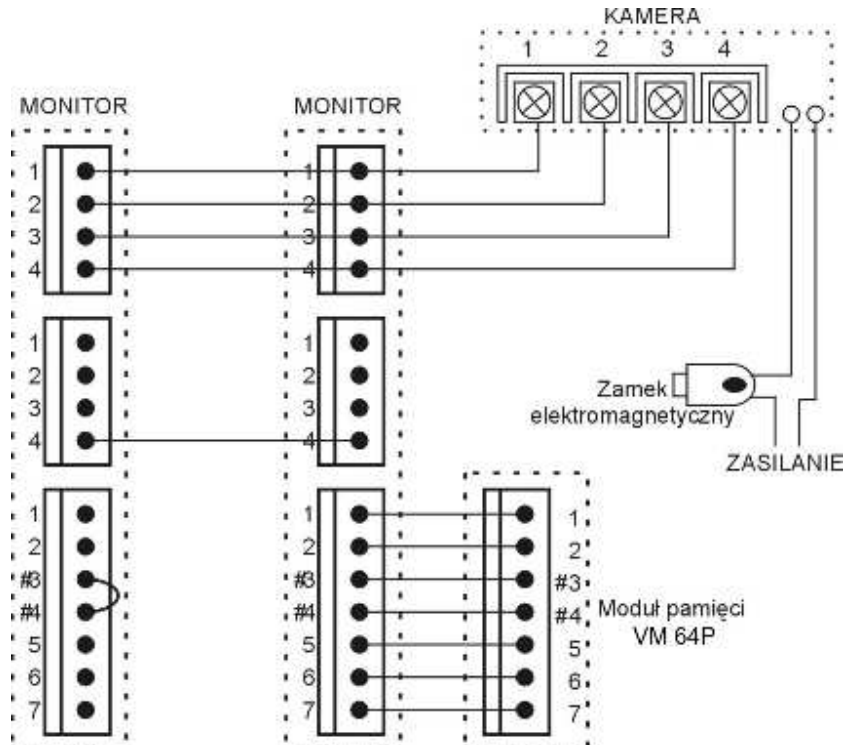 KAMERA
1 2 3 4
MONITOR MONITOR
1 1
2 2
3 3
4 4
1 1
2 2
3 3
4 4
Zamek
elektromagnetyczny
ZASILANIE
1 1 1
2 2 2
#3 #3 #3
#4 #4 #4
5 5 5
6 6 6
7 7 7
Moduł pamięci
VM 64P